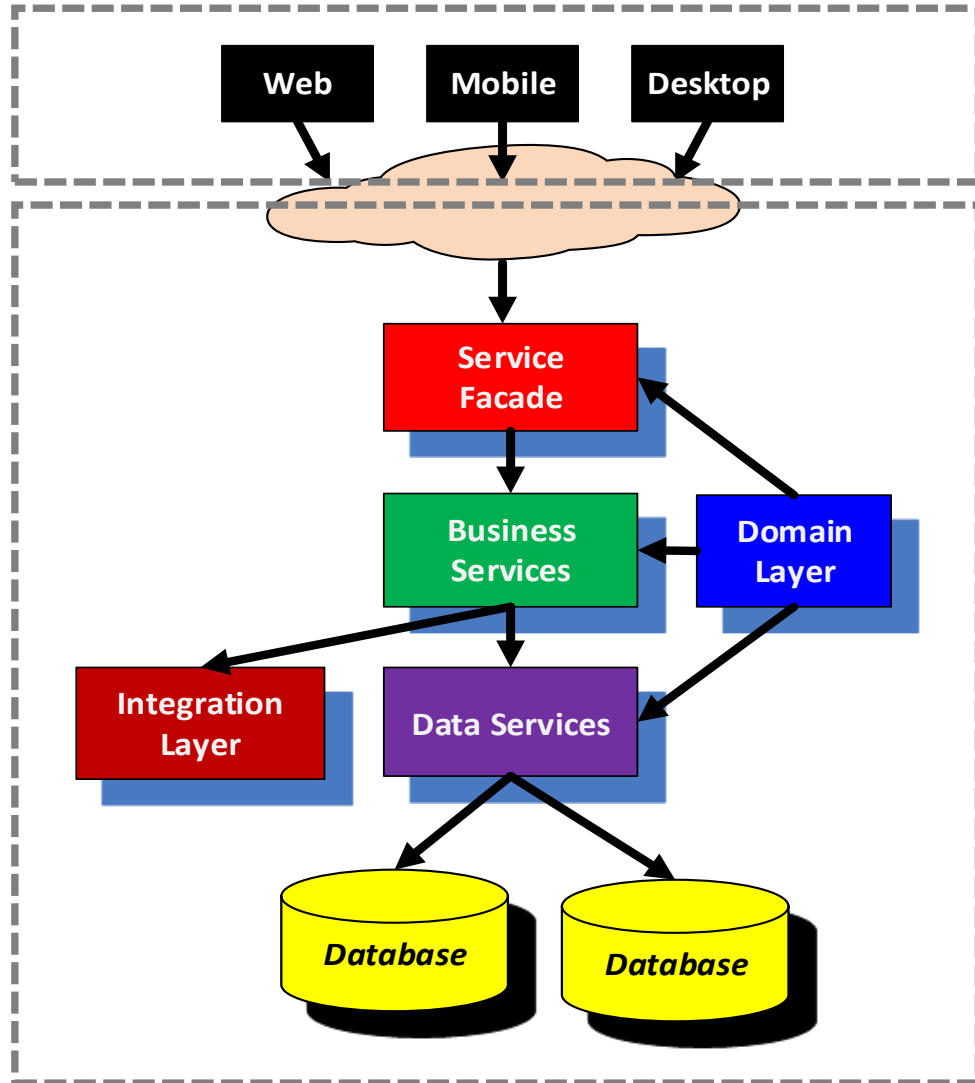 Web
Mobile
Desktop
Service
Facade
Business
Services
Domain
Layer
Integration
Layer
Data Services
Database
Database